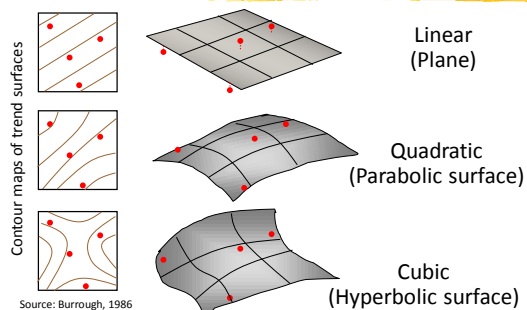 Contour maps of trend surfaces
Linear
(Plane)
Quadratic
(Parabolic surface)
Cubic
(Hyperbolic surface)
Source: Burrough, 1986